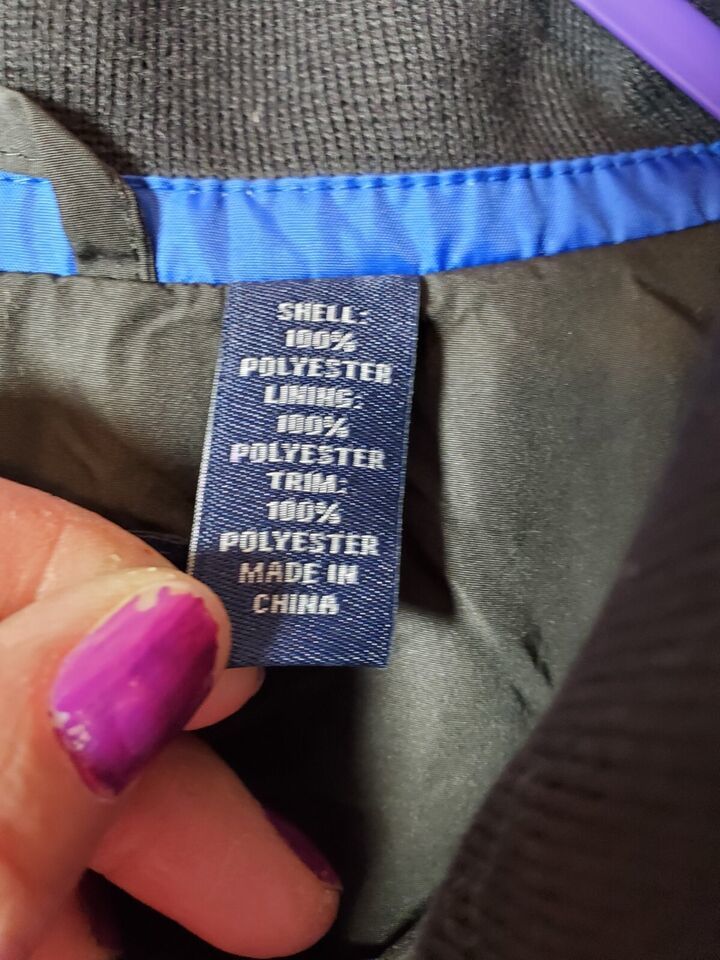 SHELL:
100%
POLYESTER
LINING:
100%
POLYESTER
TRIM:
100%
POLYESTER
MADE IN
CHINA